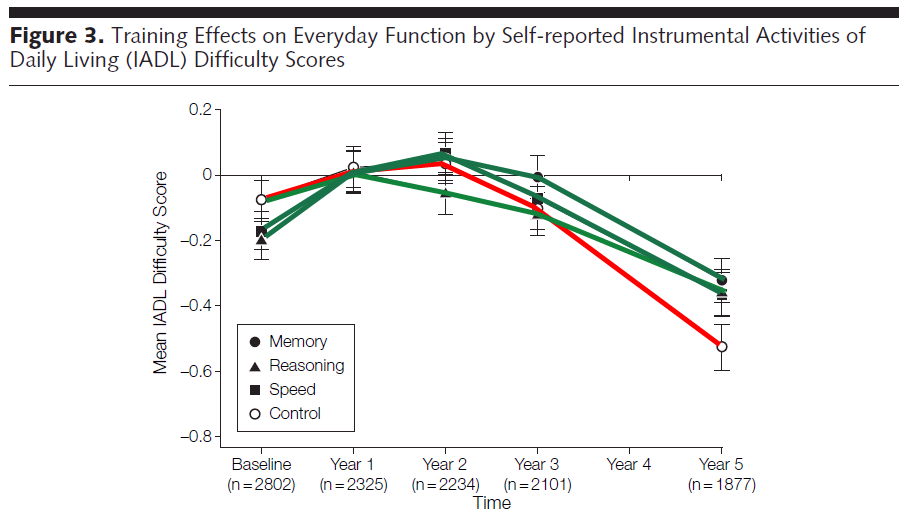 Figure 3. Training Effects on Everyday Function by Self-reported Instrumental Activities of
Daily Living (IADL) Difficulty Scores
0.2
0
–0.2
–0.4
–0.6
–0.8
Mean IADL Difficulty Score
Memory
Reasoning
Speed
Control
Baseline Year 1 Year 2 Year 3 Year 4 Year 5
(n=2802) (n=2325) (n=2234) (n=2101) (n=1877)
Time